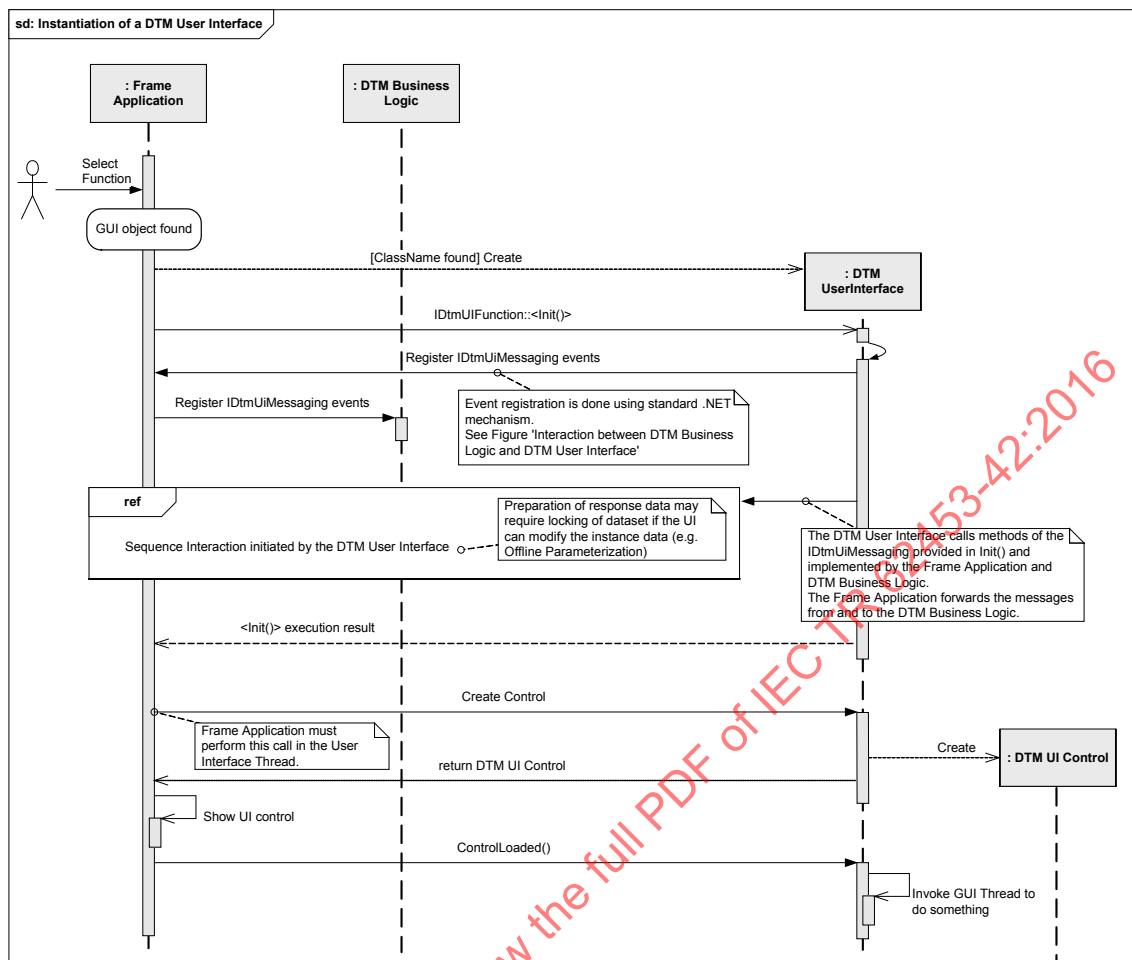 sd: Instantiation of a DTM User Interface
: Frame
Application
: DTM Business
Logic
Select
Function
GUI object found
[ClassName found] Create
: DTM
UserInterface
IDtmUIFunction::<Init()>
Register IDtmUiMessaging events
Register IDtmUiMessaging events
Event registration is done using standard .NET
mechanism.
See Figure 'Interaction between DTM Business
Logic and DTM User Interface'
ref
Sequence Interaction initiated by the DTM User Interface
Preparation of response data may
require locking of dataset if the UI
can modify the instance data (e.g.
Offline Parameterization)
The DTM User Interface calls methods of the
IDtmUiMessaging provided in Init() and
implemented by the Frame Application and
DTM Business Logic.
The Frame Application forwards the messages
from and to the DTM Business Logic.
<Init()> execution result
Create Control
Frame Application must
perform this call in the User
Interface Thread.
Create
: DTM UI Control
return DTM UI Control
Show UI control
ControlLoaded()
Invoke GUI Thread to
do something
w the full PDF of IEC TR 62453-42:2016